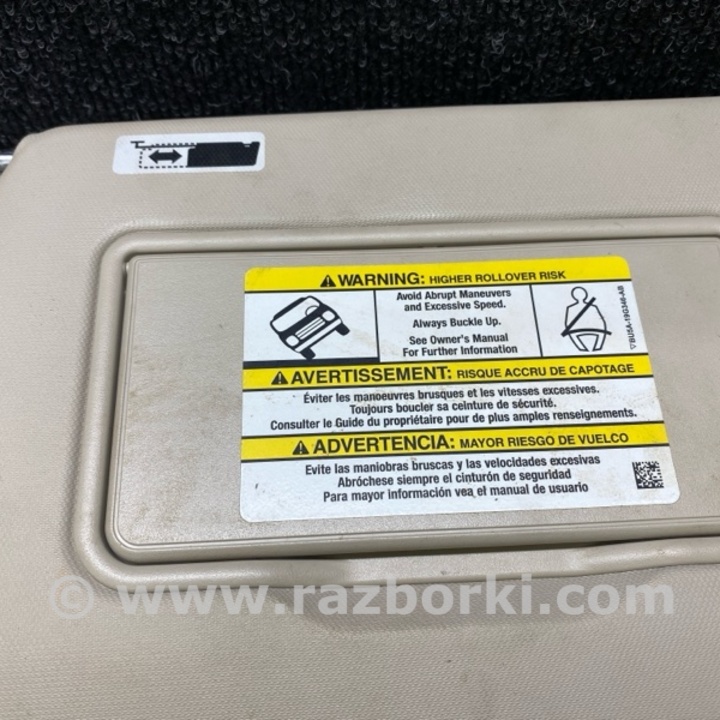 WARNING: HIGHER ROLLOVER RISK
Avoid Abrupt Maneuvers
and Excessive Speed.
Always Buckle Up.
See Owner's Manual
For Further Information
BU5A-19G346-AB
AVERTISSEMENT: RISQUE ACCRU DE CAPOTAGE
Éviter les manoeuvres brusques et les vitesses excessives.
Toujours boucler sa ceinture de sécurité.
Consulter le Guide du propriétaire pour de plus amples renseignements.
ADVERTENCIA: MAYOR RIESGO DE VUELCO
Evite las maniobras bruscas y las velocidades excesivas
Abróchese siempre el cinturón de seguridad
Para mayor información vea el manual de usuario
© www.razborki.com